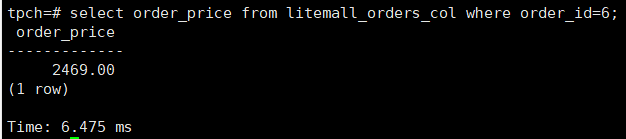 tpch=# select order_price from litemall_orders_col where order_id=6;
order_price
-------------
2469.00
(1 row)
Time: 6.475 ms